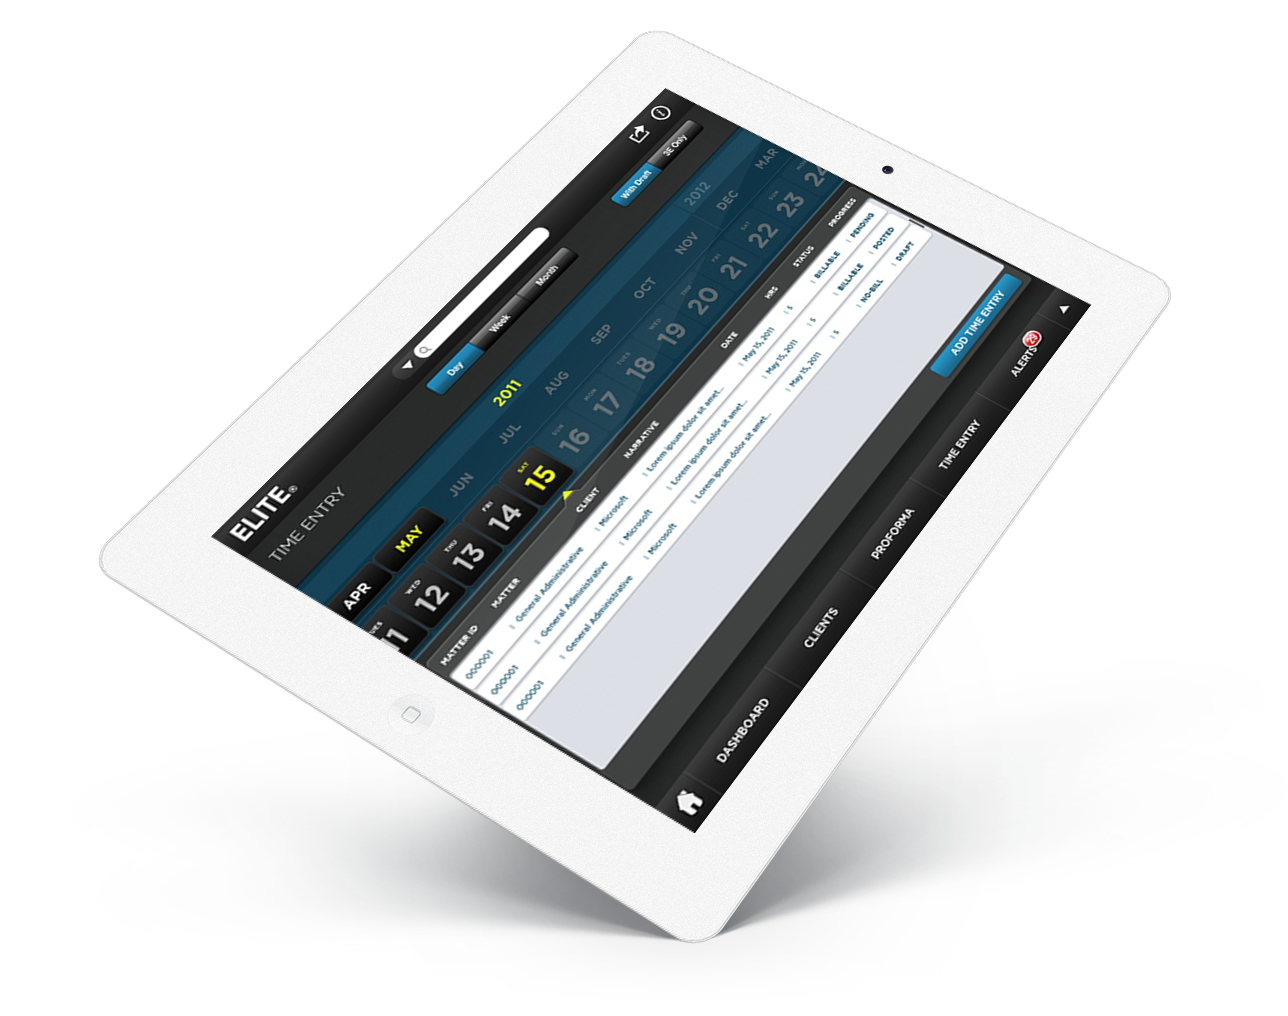 ELITE®
TIME ENTRY
Day Week Month
With Draft 3E Only
2011 2012
APR MAY JUN JUL AUG SEP OCT NOV DEC MAR
TUES WED THU FRI SAT SUN MON TUES WED THU FRI SAT SUN
11 12 13 14 15 16 17 18 19 20 21 22 23 24
MATTER ID MATTER CLIENT NARRATIVE DATE HRS STATUS PROGRESS
000001 General Administrative Microsoft Lorem ipsum dolor sit amet... May 15, 2011 5 BILLABLE PENDING
000001 General Administrative Microsoft Lorem ipsum dolor sit amet... May 15, 2011 5 BILLABLE POSTED
000001 General Administrative Microsoft Lorem ipsum dolor sit amet... May 15, 2011 5 NO-BILL DRAFT
ADD TIME ENTRY
DASHBOARD CLIENTS PROFORMA TIME ENTRY ALERTS 29